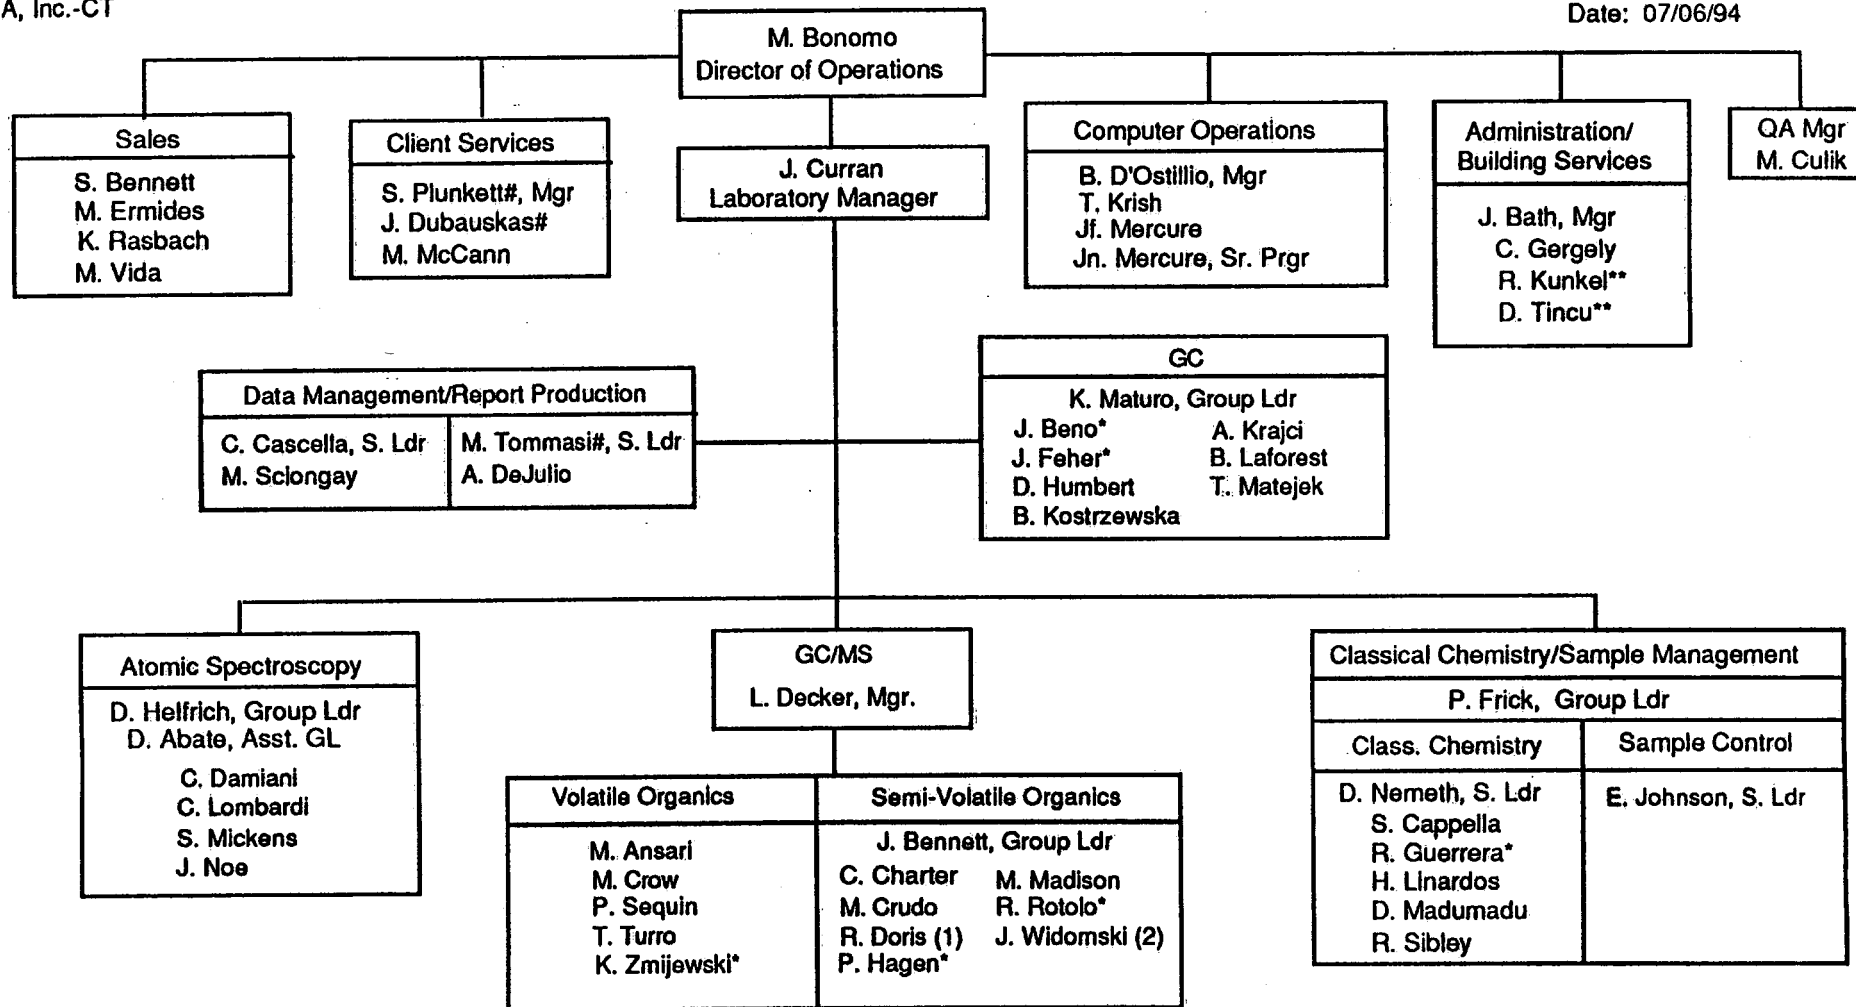 A, Inc.-CT
Date: 07/06/94
M. Bonomo
Director of Operations
Sales
S. Bennett
M. Ermides
K. Rasbach
M. Vida
Client Services
S. Plunkett#, Mgr
J. Dubauskas#
M. McCann
J. Curran
Laboratory Manager
Computer Operations
B. D'Ostillio, Mgr
T. Krish
Jf. Mercure
Jn. Mercure, Sr. Prgr
Administration/
Building Services
J. Bath, Mgr
C. Gergely
R. Kunkel**
D. Tincu**
QA Mgr
M. Culik
Data Management/Report Production
C. Cascella, S. Ldr
M. Sciongay
M. Tommasi#, S. Ldr
A. DeJulio
GC
K. Maturo, Group Ldr
J. Beno*
J. Feher*
D. Humbert
B. Kostrzewska
A. Krajci
B. Laforest
T. Matejek
Atomic Spectroscopy
D. Helfrich, Group Ldr
D. Abate, Asst. GL
C. Damiani
C. Lombardi
S. Mickens
J. Noe
GC/MS
L. Decker, Mgr.
Volatile Organics
M. Ansari
M. Crow
P. Sequin
T. Turro
K. Zmijewski*
Semi-Volatile Organics
J. Bennett, Group Ldr
C. Charter
M. Crudo
R. Doris (1)
P. Hagen*
M. Madison
R. Rotolo*
J. Widomski (2)
Classical Chemistry/Sample Management
P. Frick, Group Ldr
Class. Chemistry
D. Nemeth, S. Ldr
S. Cappella
R. Guerrera*
H. Linardos
D. Madumadu
R. Sibley
Sample Control
E. Johnson, S. Ldr